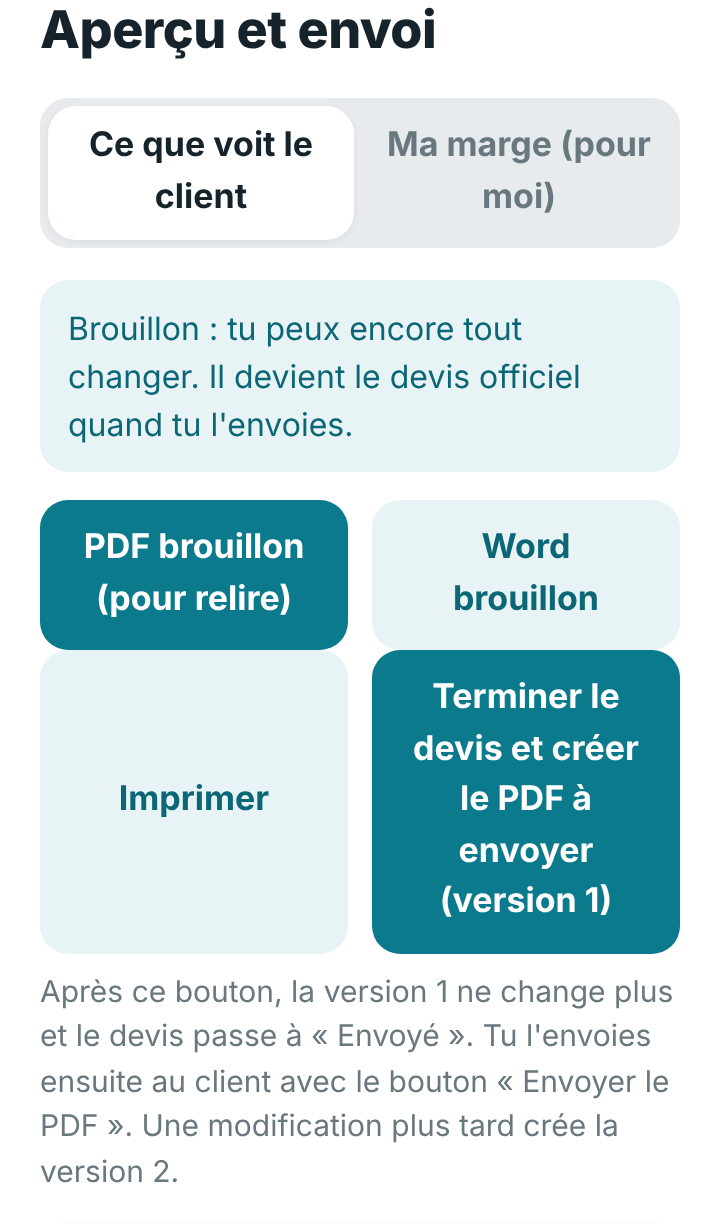 Aperçu et envoi
Ce que voit le
client
Ma marge (pour
moi)
Brouillon : tu peux encore tout
changer. Il devient le devis officiel
quand tu l'envoies.
PDF brouillon
(pour relire)
Word
brouillon
Imprimer
Terminer le
devis et créer
le PDF à
envoyer
(version 1)
Après ce bouton, la version 1 ne change plus
et le devis passe à « Envoyé ». Tu l'envoies
ensuite au client avec le bouton « Envoyer le
PDF ». Une modification plus tard crée la
version 2.